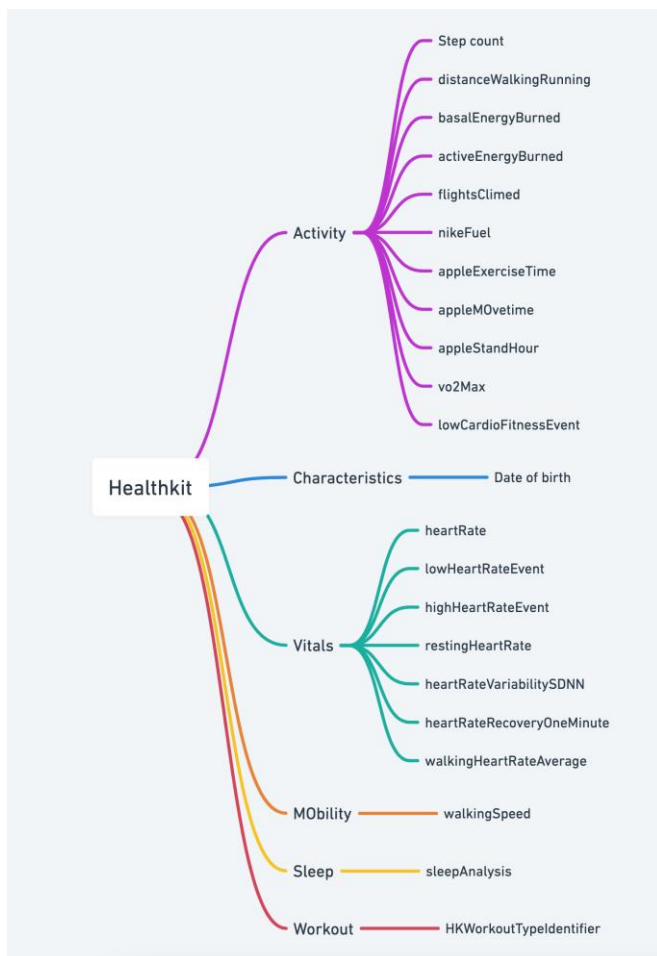 Healthkit
Activity
Step count
distanceWalkingRunning
basalEnergyBurned
activeEnergyBurned
flightsClimed
nikeFuel
appleExerciseTime
appleMOvetime
appleStandHour
vo2Max
lowCardioFitnessEvent
Characteristics
Date of birth
Vitals
heartRate
lowHeartRateEvent
highHeartRateEvent
restingHeartRate
heartRateVariabilitySDNN
heartRateRecoveryOneMinute
walkingHeartRateAverage
MObility
walkingSpeed
Sleep
sleepAnalysis
Workout
HKWorkoutTypeIdentifier